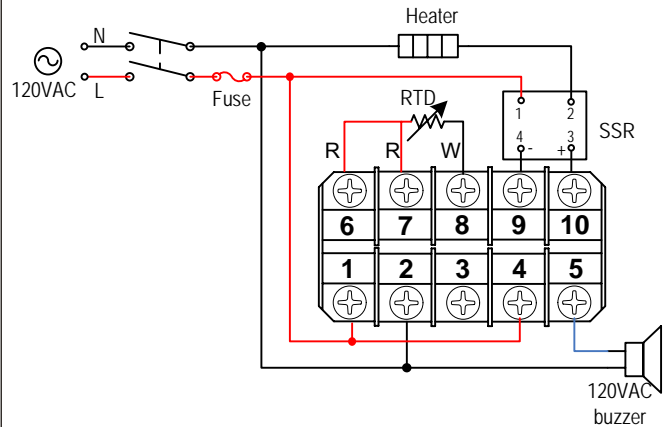 Heater
N
120VAC
L
Fuse
RTD
1 2
4 - 3 +
SSR
R R W
6 7 8 9 10
1 2 3 4 5
120VAC
buzzer